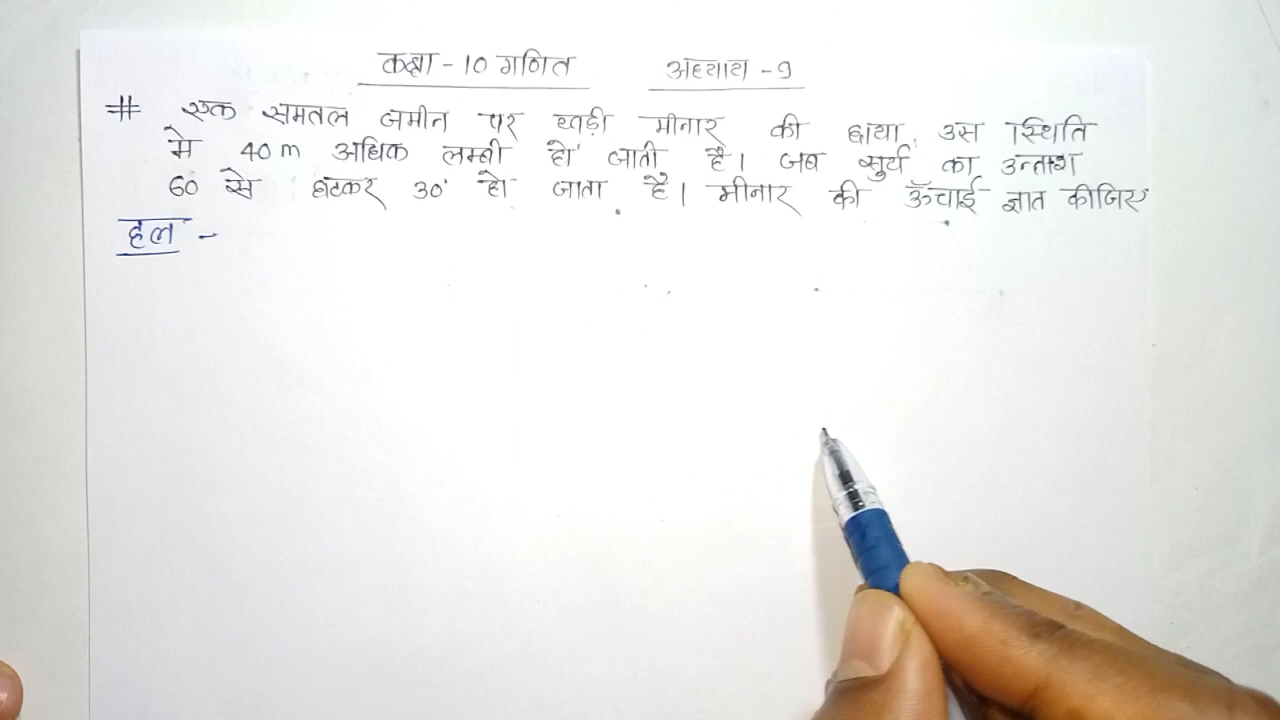 कक्षा - 10 गणित अध्याय - 9
# एक समतल जमीन पर खड़ी मीनार की छाया, उस स्थिति
मे 40 m अधिक लम्बी हो जाती है। जब सुर्य का उन्नतांश
60 से घटकर 30° हो जाता है। मीनार की ऊँचाई ज्ञात कीजिए
हल -